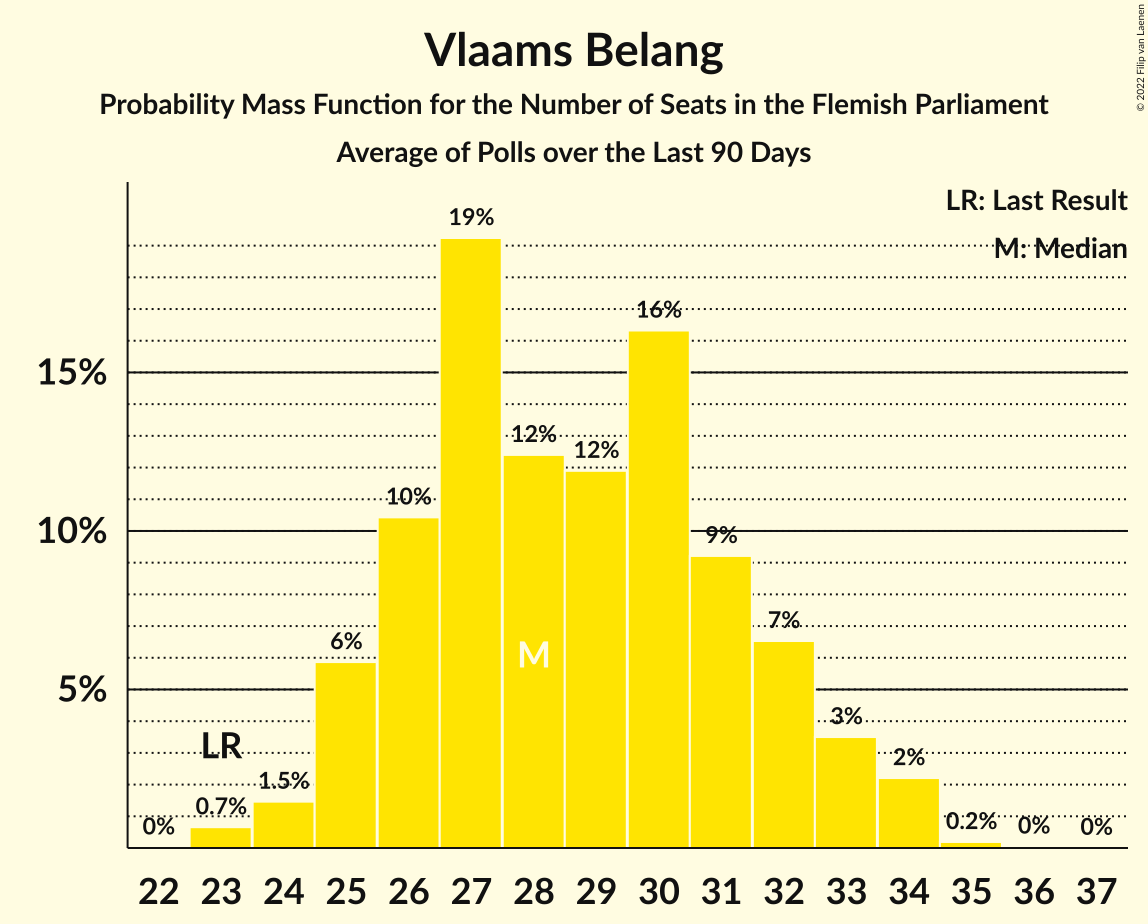 Vlaams Belang
Probability Mass Function for the Number of Seats in the Flemish Parliament
Average of Polls over the Last 90 Days
© 2022 Filip van Laenen
LR: Last Result
M: Median
15%
10%
5%
0%
0.7%
1.5%
6%
10%
19%
12%
12%
16%
9%
7%
3%
2%
0.2%
0%
0%
LR
M
22 23 24 25 26 27 28 29 30 31 32 33 34 35 36 37